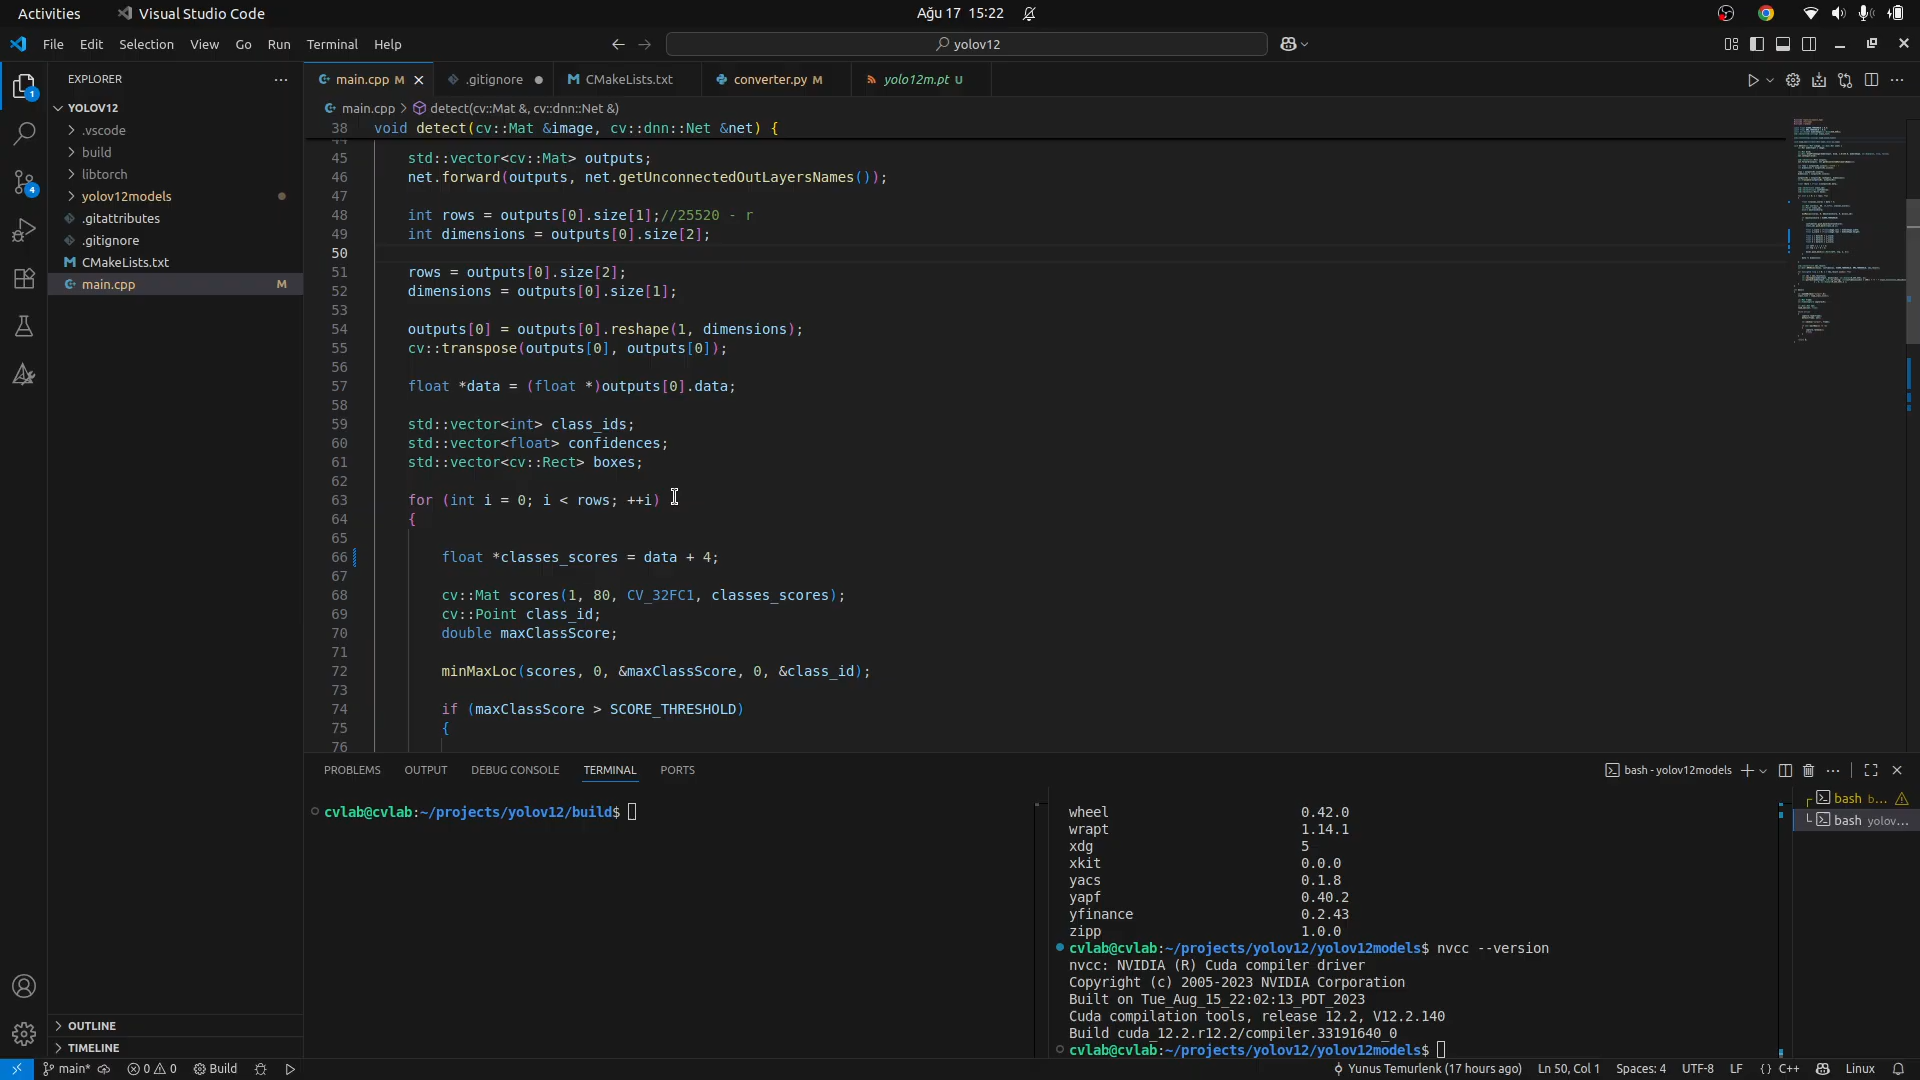 Activities
Visual Studio Code
Ağu 17 15:22
File Edit Selection View Go Run Terminal Help
yolov12
EXPLORER
YOLOV12
.vscode
build
libtorch
yolov12models
.gitattributes
.gitignore
CMakeLists.txt
main.cpp M
OUTLINE
TIMELINE
main.cpp M
.gitignore
CMakeLists.txt
converter.py M
yolo12m.pt U
main.cpp > detect(cv::Mat &, cv::dnn::Net &)
38 void detect(cv::Mat &image, cv::dnn::Net &net) {
44
45 std::vector<cv::Mat> outputs;
46 net.forward(outputs, net.getUnconnectedOutLayersNames());
47
48 int rows = outputs[0].size[1];//25520 - r
49 int dimensions = outputs[0].size[2];
50
51 rows = outputs[0].size[2];
52 dimensions = outputs[0].size[1];
53
54 outputs[0] = outputs[0].reshape(1, dimensions);
55 cv::transpose(outputs[0], outputs[0]);
56
57 float *data = (float *)outputs[0].data;
58
59 std::vector<int> class_ids;
60 std::vector<float> confidences;
61 std::vector<cv::Rect> boxes;
62
63 for (int i = 0; i < rows; ++i)
64 {
65
66 float *classes_scores = data + 4;
67
68 cv::Mat scores(1, 80, CV_32FC1, classes_scores);
69 cv::Point class_id;
70 double maxClassScore;
71
72 minMaxLoc(scores, 0, &maxClassScore, 0, &class_id);
73
74 if (maxClassScore > SCORE_THRESHOLD)
75 {
76
PROBLEMS OUTPUT DEBUG CONSOLE TERMINAL PORTS
bash - yolov12models
cvlab@cvlab:~/projects/yolov12/build$
wheel 0.42.0
wrapt 1.14.1
xdg 5
xkit 0.0.0
yacs 0.1.8
yapf 0.40.2
yfinance 0.2.43
zipp 1.0.0
cvlab@cvlab:~/projects/yolov12/yolov12models$ nvcc --version
nvcc: NVIDIA (R) Cuda compiler driver
Copyright (c) 2005-2023 NVIDIA Corporation
Built on Tue_Aug_15_22:02:13_PDT_2023
Cuda compilation tools, release 12.2, V12.2.140
Build cuda_12.2.r12.2/compiler.33191640_0
cvlab@cvlab:~/projects/yolov12/yolov12models$
bash b...
bash yolov...
1
4
main* 0 0 Build
Yunus Temurlenk (17 hours ago) Ln 50, Col 1 Spaces: 4 UTF-8 LF {} C++ Linux